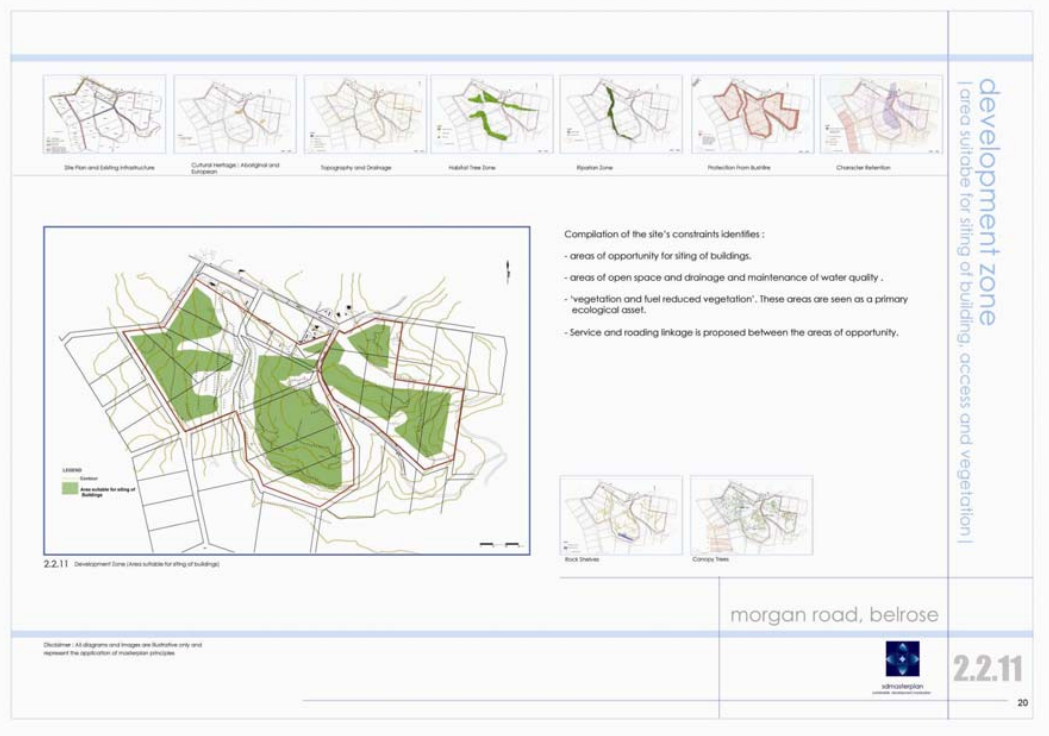 Site Plan and Existing Infrastructure
Cultural Heritage : Aboriginal and
European
Topography and Drainage
Habitat Tree Zone
Riparian Zone
Protection From Bushfire
Character Retention
development zone
| area suitabe for siting of building, access and vegetation |
Compilation of the site's constraints identifies :
- areas of opportunity for siting of buildings.
- areas of open space and drainage and maintenance of water quality .
- 'vegetation and fuel reduced vegetation'. These areas are seen as a primary
ecological asset.
- Service and roading linkage is proposed between the areas of opportunity.
LEGEND
Contour
Area suitable for siting of
Buildings
2.2.11 Development Zone (Area suitable for siting of buildings)
Rock Shelves
Canopy Trees
morgan road, belrose
Disclaimer : All diagrams and images are illustrative only and
represent the application of masterplan principles
sdmasterplan
2.2.11
20